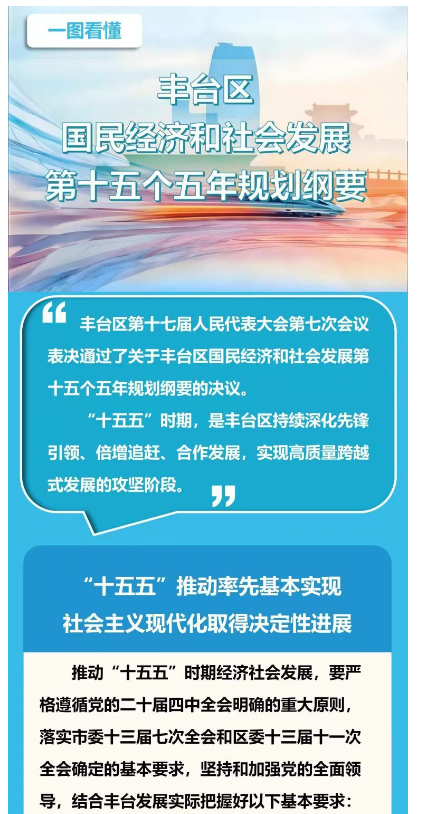 一图看懂
丰台区
国民经济和社会发展
第十五个五年规划纲要
“
丰台区第十七届人民代表大会第七次会议
表决通过了关于丰台区国民经济和社会发展第
十五个五年规划纲要的决议。
“十五五”时期，是丰台区持续深化先锋
引领、倍增追赶、合作发展，实现高质量跨越
式发展的攻坚阶段。
”
“十五五”推动率先基本实现
社会主义现代化取得决定性进展
推动“十五五”时期经济社会发展，要严
格遵循党的二十届四中全会明确的重大原则，
落实市委十三届七次全会和区委十三届十一次
全会确定的基本要求，坚持和加强党的全面领
导，结合丰台发展实际把握好以下基本要求：